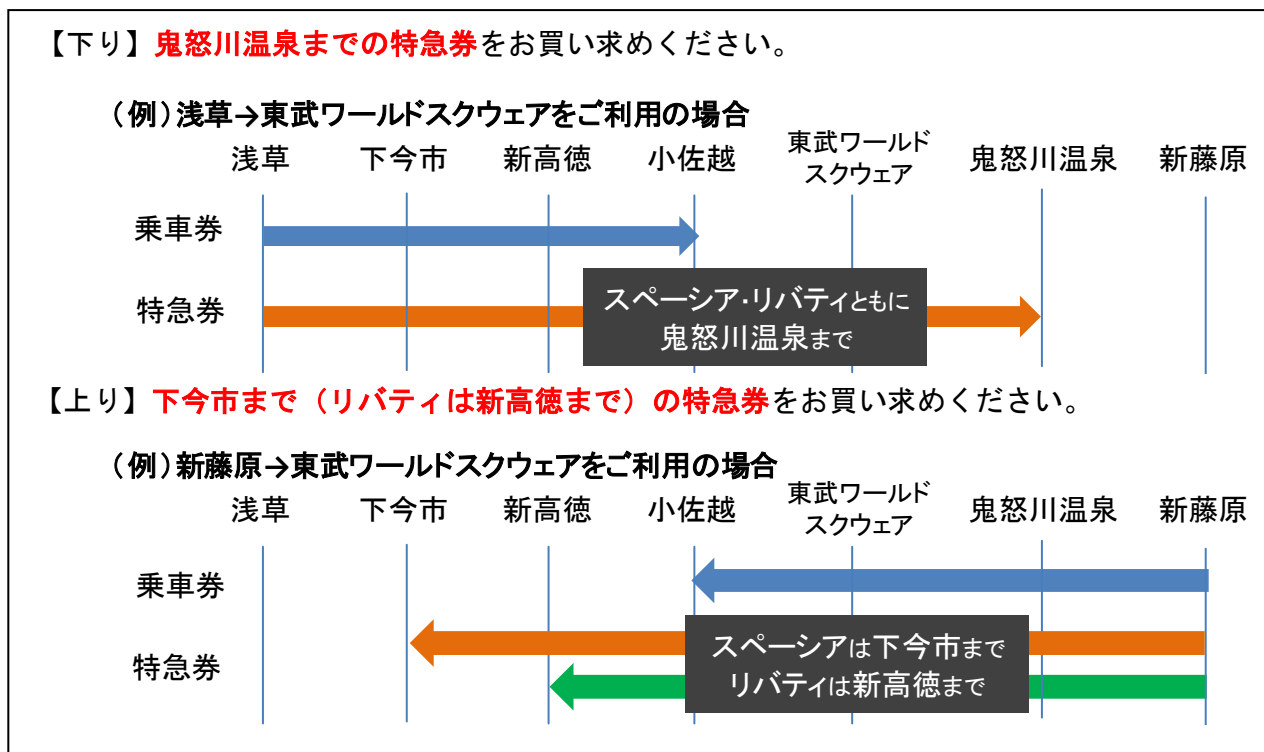 【下り】鬼怒川温泉までの特急券をお買い求めください。
（例）浅草→東武ワールドスクウェアをご利用の場合
浅草 下今市 新高徳 小佐越 東武ワールド 鬼怒川温泉 新藤原
スクウェア
乗車券
特急券
スペーシア・リバティともに
鬼怒川温泉まで
【上り】下今市まで（リバティは新高徳まで）の特急券をお買い求めください。
（例）新藤原→東武ワールドスクウェアをご利用の場合
浅草 下今市 新高徳 小佐越 東武ワールド 鬼怒川温泉 新藤原
スクウェア
乗車券
特急券
スペーシアは下今市まで
リバティは新高徳まで